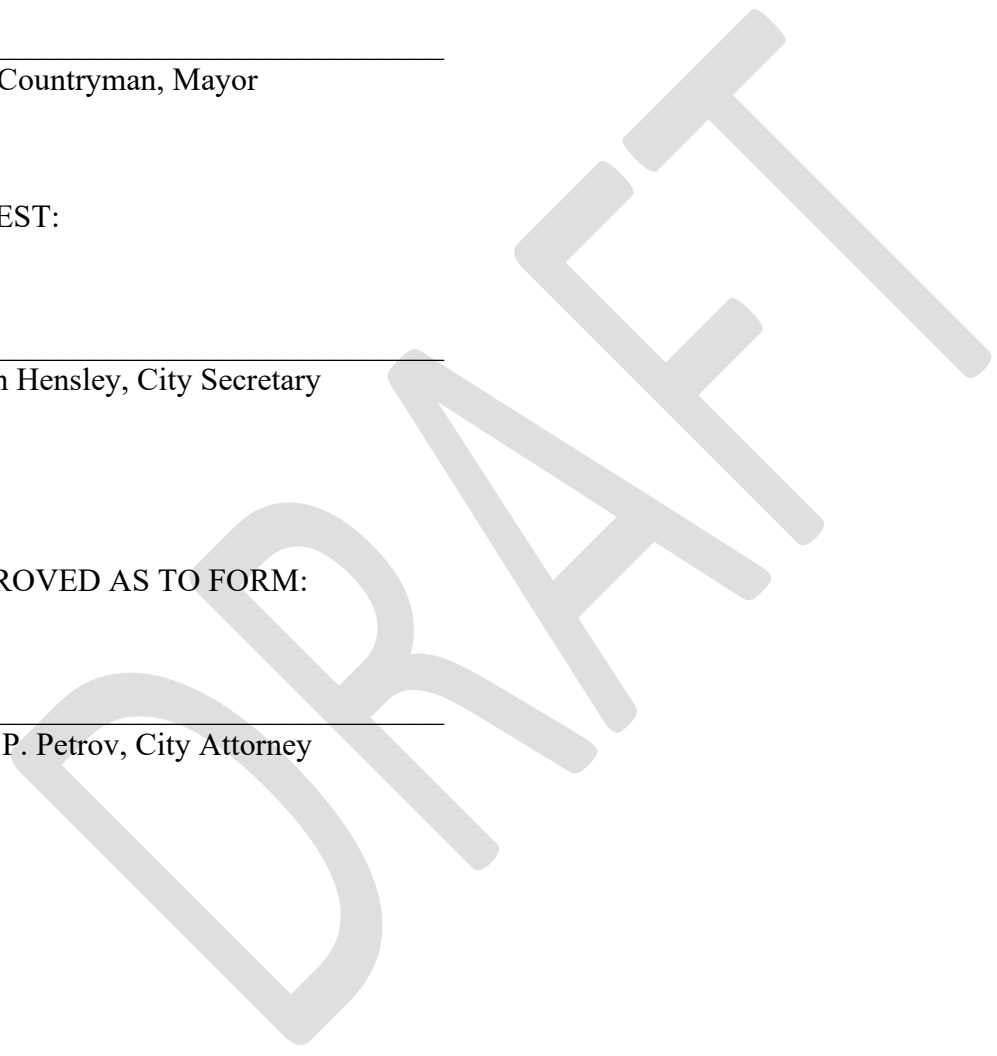 Countryman, Mayor
EST:
n Hensley, City Secretary
ROVED AS TO FORM:
P. Petrov, City Attorney
DRAFT